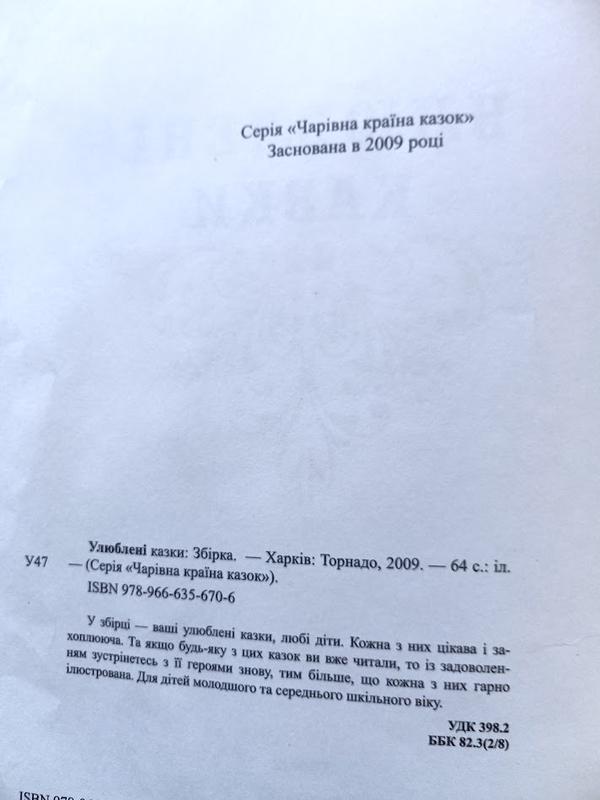 Серія «Чарівна країна казок»
Заснована в 2009 році
Улюблені казки: Збірка. — Харків: Торнадо, 2009. — 64 с.: іл.
У47 — (Серія «Чарівна країна казок»).
ISBN 978-966-635-670-6
У збірці — ваші улюблені казки, любі діти. Кожна з них цікава і за-
хоплююча. Та якщо будь-яку з цих казок ви вже читали, то із задоволен-
ням зустрінетесь з її героями знову, тим більше, що кожна з них гарно
ілюстрована. Для дітей молодшого та середнього шкільного віку.
УДК 398.2
ББК 82.3(2/8)